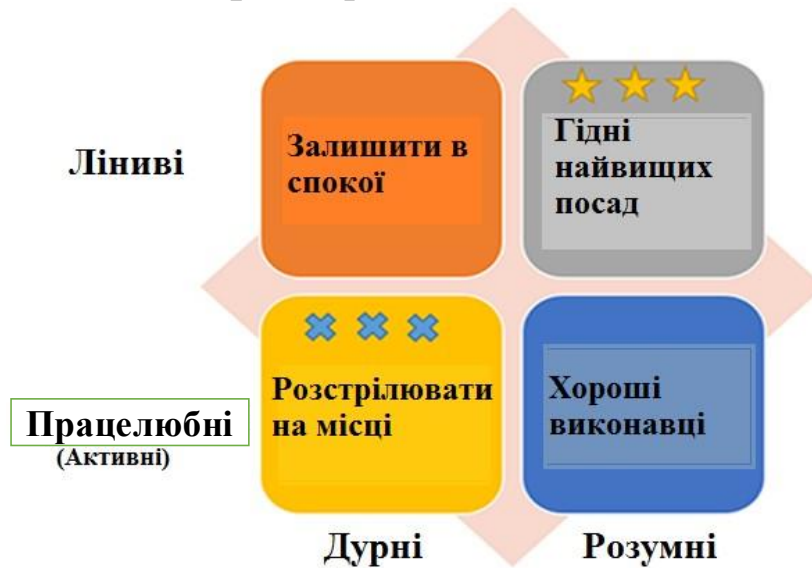 Ліниві
Залишити в
спокої
Гідні
найвищих
посад
Працелюбні
(Активні)
Розстрілювати
на місці
Хороші
виконавці
Дурні
Розумні